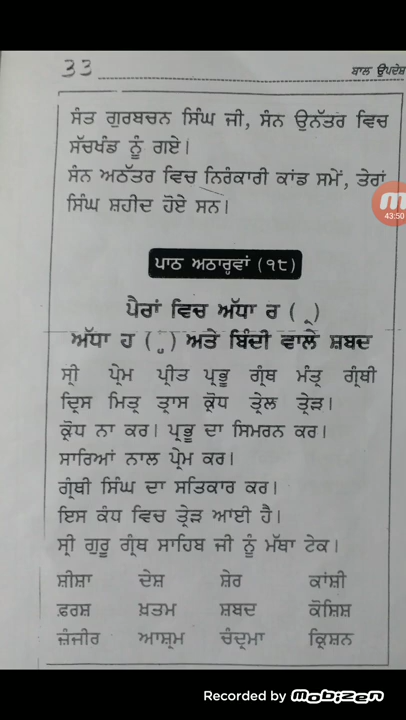 33 ਬਾਲ ਉਪਦੇਸ਼
ਸੰਤ ਗੁਰਬਚਨ ਸਿੰਘ ਜੀ, ਸੰਨ ਉਨੱਤਰ ਵਿਚ
ਸੱਚਖੰਡ ਨੂੰ ਗਏ।
ਸੰਨ ਅਠੱਤਰ ਵਿਚ ਨਿਰੰਕਾਰੀ ਕਾਂਡ ਸਮੇਂ, ਤੇਰਾਂ
ਸਿੰਘ ਸ਼ਹੀਦ ਹੋਏ ਸਨ।
43:50
ਪਾਠ ਅਠਾਰ੍ਹਵਾਂ (੧੮)
ਪੈਰਾਂ ਵਿਚ ਅੱਧਾ ਰ ( ੍ਰ )
ਅੱਧਾ ਹ ( ੍ਹ ) ਅਤੇ ਬਿੰਦੀ ਵਾਲੇ ਸ਼ਬਦ
ਸ੍ਰੀ ਪ੍ਰੇਮ ਪ੍ਰੀਤ ਪ੍ਰਭੂ ਗ੍ਰੰਥ ਮੰਤ੍ਰ ਗ੍ਰੰਥੀ
ਦ੍ਰਿਸ ਮਿਤ੍ਰ ਤ੍ਰਾਸ ਕ੍ਰੋਧ ਤ੍ਰੇਲ ਤ੍ਰੇੜ।
ਕ੍ਰੋਧ ਨਾ ਕਰ। ਪ੍ਰਭੂ ਦਾ ਸਿਮਰਨ ਕਰ।
ਸਾਰਿਆਂ ਨਾਲ ਪ੍ਰੇਮ ਕਰ।
ਗ੍ਰੰਥੀ ਸਿੰਘ ਦਾ ਸਤਿਕਾਰ ਕਰ।
ਇਸ ਕੰਧ ਵਿਚ ਤ੍ਰੇੜ ਆਈ ਹੈ।
ਸ੍ਰੀ ਗੁਰੂ ਗ੍ਰੰਥ ਸਾਹਿਬ ਜੀ ਨੂੰ ਮੱਥਾ ਟੇਕ।
ਸ਼ੀਸ਼ਾ ਦੇਸ਼ ਸ਼ੇਰ ਕਾਂਸ਼ੀ
ਫ਼ਰਸ਼ ਖ਼ਤਮ ਸ਼ਬਦ ਕੋਸ਼ਿਸ਼
ਜ਼ੰਜੀਰ ਆਸ਼੍ਰਮ ਚੰਦ੍ਰਮਾ ਕ੍ਰਿਸ਼ਨ
Recorded by Mobizen